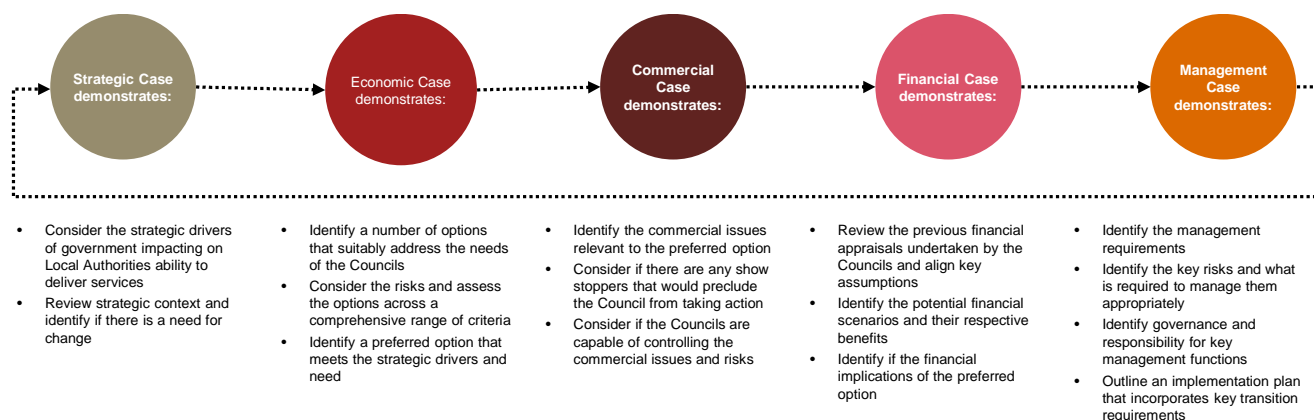 Strategic Case
demonstrates:
Economic Case
demonstrates:
Commercial
Case
demonstrates:
Financial Case
demonstrates:
Management
Case
demonstrates:
• Consider the strategic drivers
of government impacting on
Local Authorities ability to
deliver services
• Review strategic context and
identify if there is a need for
change
• Identify a number of options
that suitably address the needs
of the Councils
• Consider the risks and assess
the options across a
comprehensive range of criteria
• Identify a preferred option that
meets the strategic drivers and
need
• Identify the commercial issues
relevant to the preferred option
• Consider if there are any show
stoppers that would preclude
the Council from taking action
• Consider if the Councils are
capable of controlling the
commercial issues and risks
• Review the previous financial
appraisals undertaken by the
Councils and align key
assumptions
• Identify the potential financial
scenarios and their respective
benefits
• Identify if the financial
implications of the preferred
option
• Identify the management
requirements
• Identify the key risks and what
is required to manage them
appropriately
• Identify governance and
responsibility for key
management functions
• Outline an implementation plan
that incorporates key transition
requirements